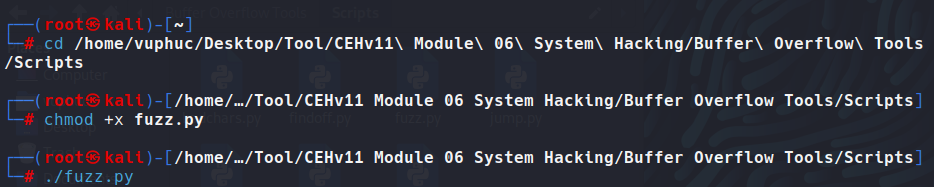 ┌──(root㉿kali)-[~]
└─# cd /home/vuphuc/Desktop/Tool/CEHv11\ Module\ 06\ System\ Hacking/Buffer\ Overflow\ Tools
/Scripts
┌──(root㉿kali)-[/home/…/Tool/CEHv11 Module 06 System Hacking/Buffer Overflow Tools/Scripts]
└─# chmod +x fuzz.py
┌──(root㉿kali)-[/home/…/Tool/CEHv11 Module 06 System Hacking/Buffer Overflow Tools/Scripts]
└─# ./fuzz.py